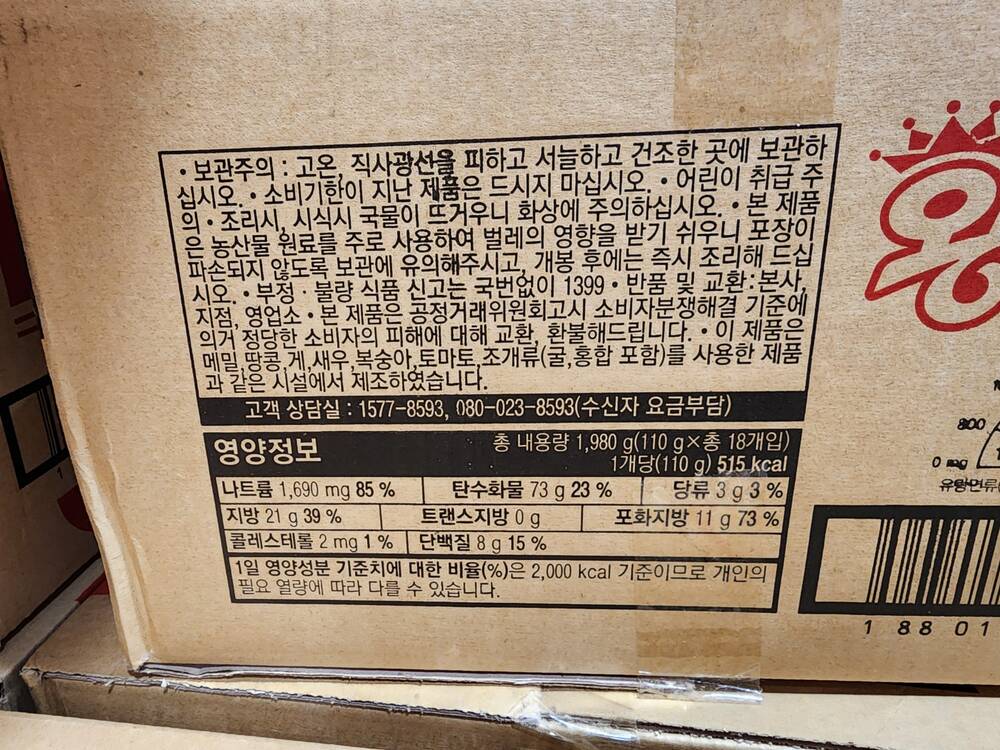 • 보관주의 : 고온, 직사광선을 피하고 서늘하고 건조한 곳에 보관하
십시오. • 소비기한이 지난 제품은 드시지 마십시오. • 어린이 취급 주
의 • 조리시, 시식시 국물이 뜨거우니 화상에 주의하십시오. • 본 제품
은 농산물 원료를 주로 사용하여 벌레의 영향을 받기 쉬우니 포장이
파손되지 않도록 보관에 유의해주시고, 개봉 후에는 즉시 조리해 드십
시오. • 부정 · 불량 식품 신고는 국번없이 1399 • 반품 및 교환: 본사,
지점, 영업소 • 본 제품은 공정거래위원회고시 소비자분쟁해결 기준에
의거 정당한 소비자의 피해에 대해 교환, 환불해드립니다. • 이 제품은
메밀,땅콩,게,새우,복숭아,토마토,조개류(굴,홍합 포함)를 사용한 제품
과 같은 시설에서 제조하였습니다.
고객 상담실 : 1577-8593, 080-023-8593(수신자 요금부담)
영양정보
총 내용량 1,980 g(110 g×총 18개입)
1개당(110 g) 515 kcal
나트륨 1,690 mg 85 % 탄수화물 73 g 23 % 당류 3 g 3 %
지방 21 g 39 % 트랜스지방 0 g 포화지방 11 g 73 %
콜레스테롤 2 mg 1 % 단백질 8 g 15 %
1일 영양성분 기준치에 대한 비율(%)은 2,000 kcal 기준이므로 개인의
필요 열량에 따라 다를 수 있습니다.
왕
800
0 mg
유탕면류
1 88 01